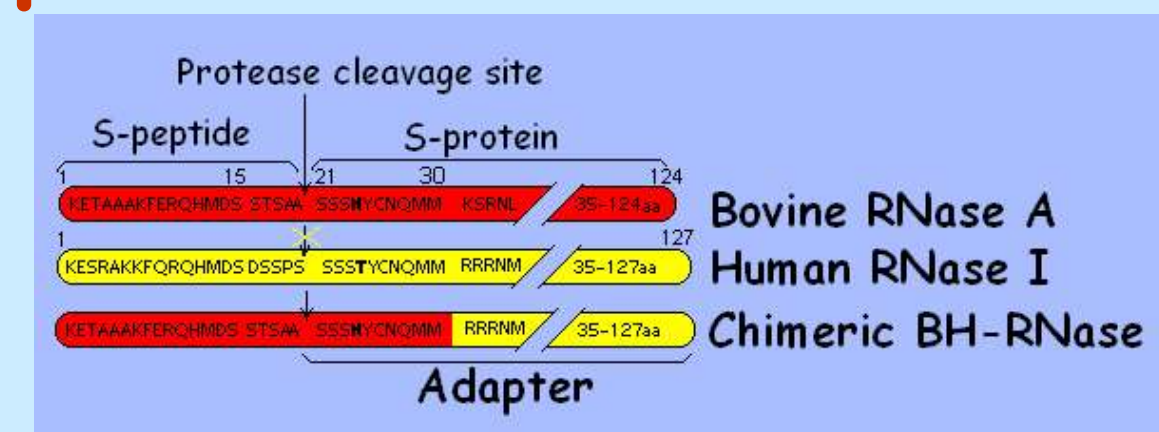 Protease cleavage site
S-peptide S-protein
1 15 21 30 124
KETAAAKFERQHMDS STSAA SSSNYCNQMM KSRNL 35-124aa Bovine RNase A
1 127
KESRAKKFQRQHMDS DSSPS SSSTYCNQMM RRRNM 35-127aa Human RNase I
KETAAAKFERQHMDS STSAA SSSNYCNQMM RRRNM 35-127aa Chimeric BH-RNase
Adapter